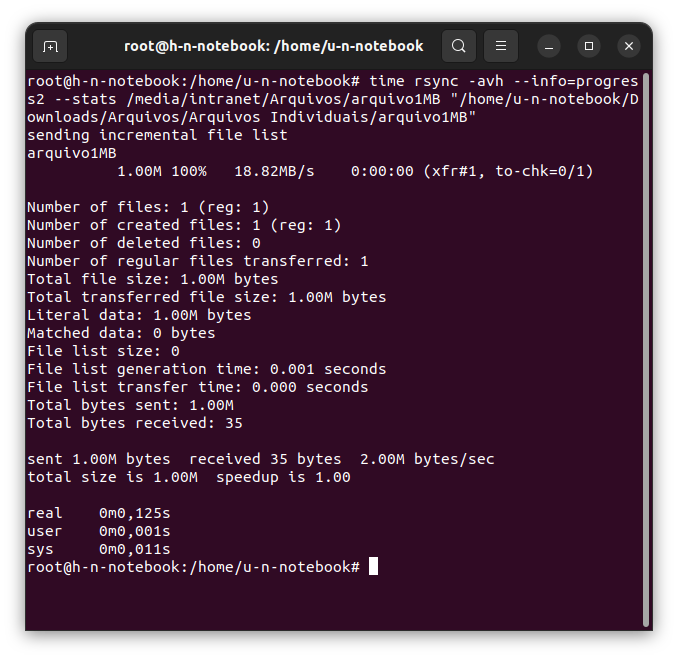 root@h-n-notebook: /home/u-n-notebook
root@h-n-notebook:/home/u-n-notebook# time rsync -avh --info=progres
s2 --stats /media/intranet/Arquivos/arquivo1MB "/home/u-n-notebook/D
ownloads/Arquivos/Arquivos Individuais/arquivo1MB"
sending incremental file list
arquivo1MB
          1.00M 100%   18.82MB/s    0:00:00 (xfr#1, to-chk=0/1)

Number of files: 1 (reg: 1)
Number of created files: 1 (reg: 1)
Number of deleted files: 0
Number of regular files transferred: 1
Total file size: 1.00M bytes
Total transferred file size: 1.00M bytes
Literal data: 1.00M bytes
Matched data: 0 bytes
File list size: 0
File list generation time: 0.001 seconds
File list transfer time: 0.000 seconds
Total bytes sent: 1.00M
Total bytes received: 35

sent 1.00M bytes  received 35 bytes  2.00M bytes/sec
total size is 1.00M  speedup is 1.00

real    0m0,125s
user    0m0,001s
sys     0m0,011s
root@h-n-notebook:/home/u-n-notebook#